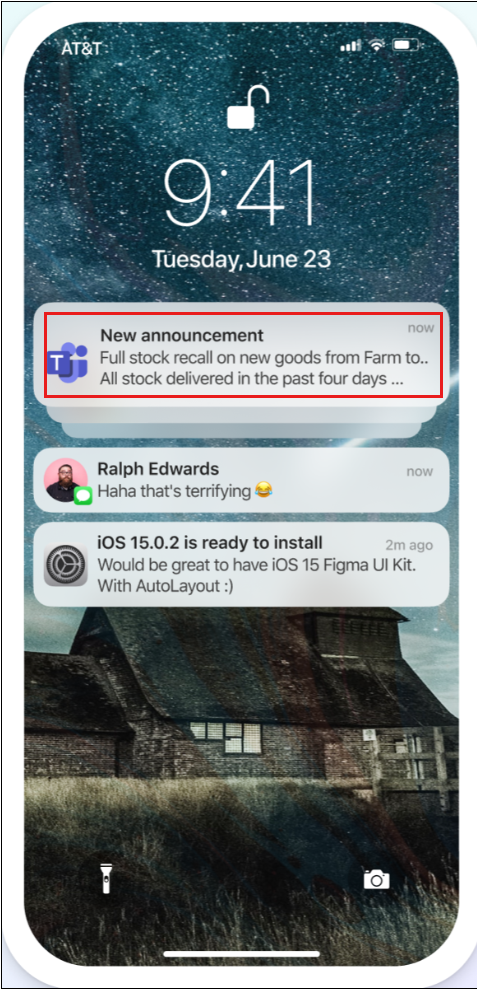 AT&T
9:41
Tuesday, June 23
New announcement
now
Full stock recall on new goods from Farm to..
All stock delivered in the past four days ...
T
Ralph Edwards
now
Haha that's terrifying 😂
iOS 15.0.2 is ready to install
2m ago
Would be great to have iOS 15 Figma UI Kit.
With AutoLayout :)